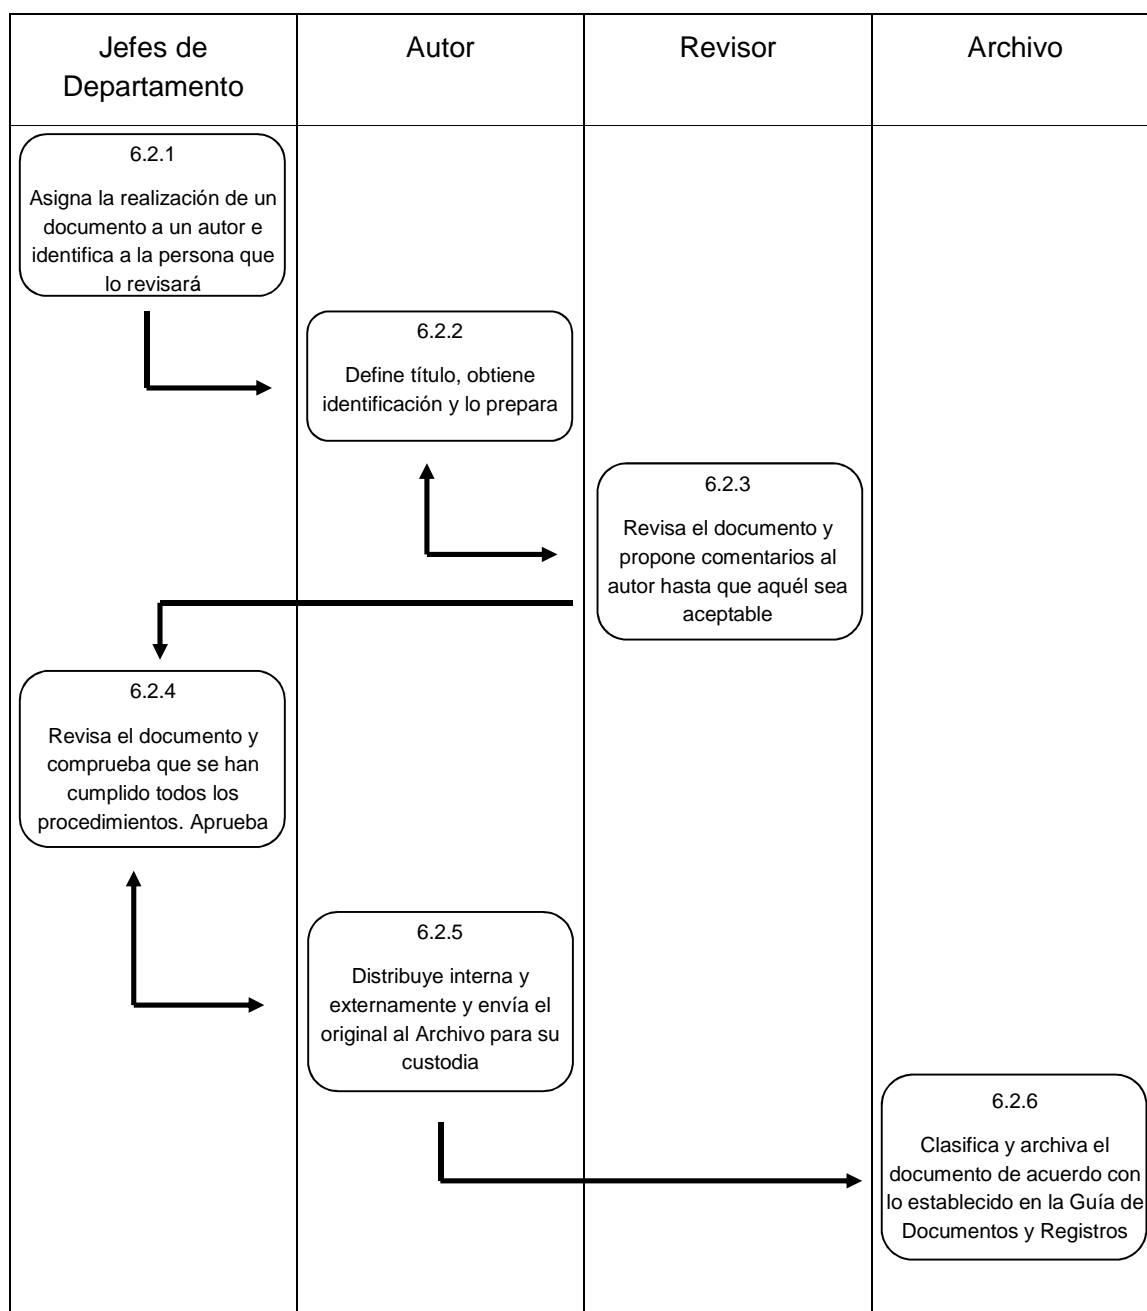 Jefes de
Departamento
Autor
Revisor
Archivo
6.2.1
Asigna la realización de un
documento a un autor e
identifica a la persona que
lo revisará
6.2.2
Define título, obtiene
identificación y lo prepara
6.2.3
Revisa el documento y
propone comentarios al
autor hasta que aquél sea
aceptable
6.2.4
Revisa el documento y
comprueba que se han
cumplido todos los
procedimientos. Aprueba
6.2.5
Distribuye interna y
externamente y envía el
original al Archivo para su
custodia
6.2.6
Clasifica y archiva el
documento de acuerdo con
lo establecido en la Guía de
Documentos y Registros